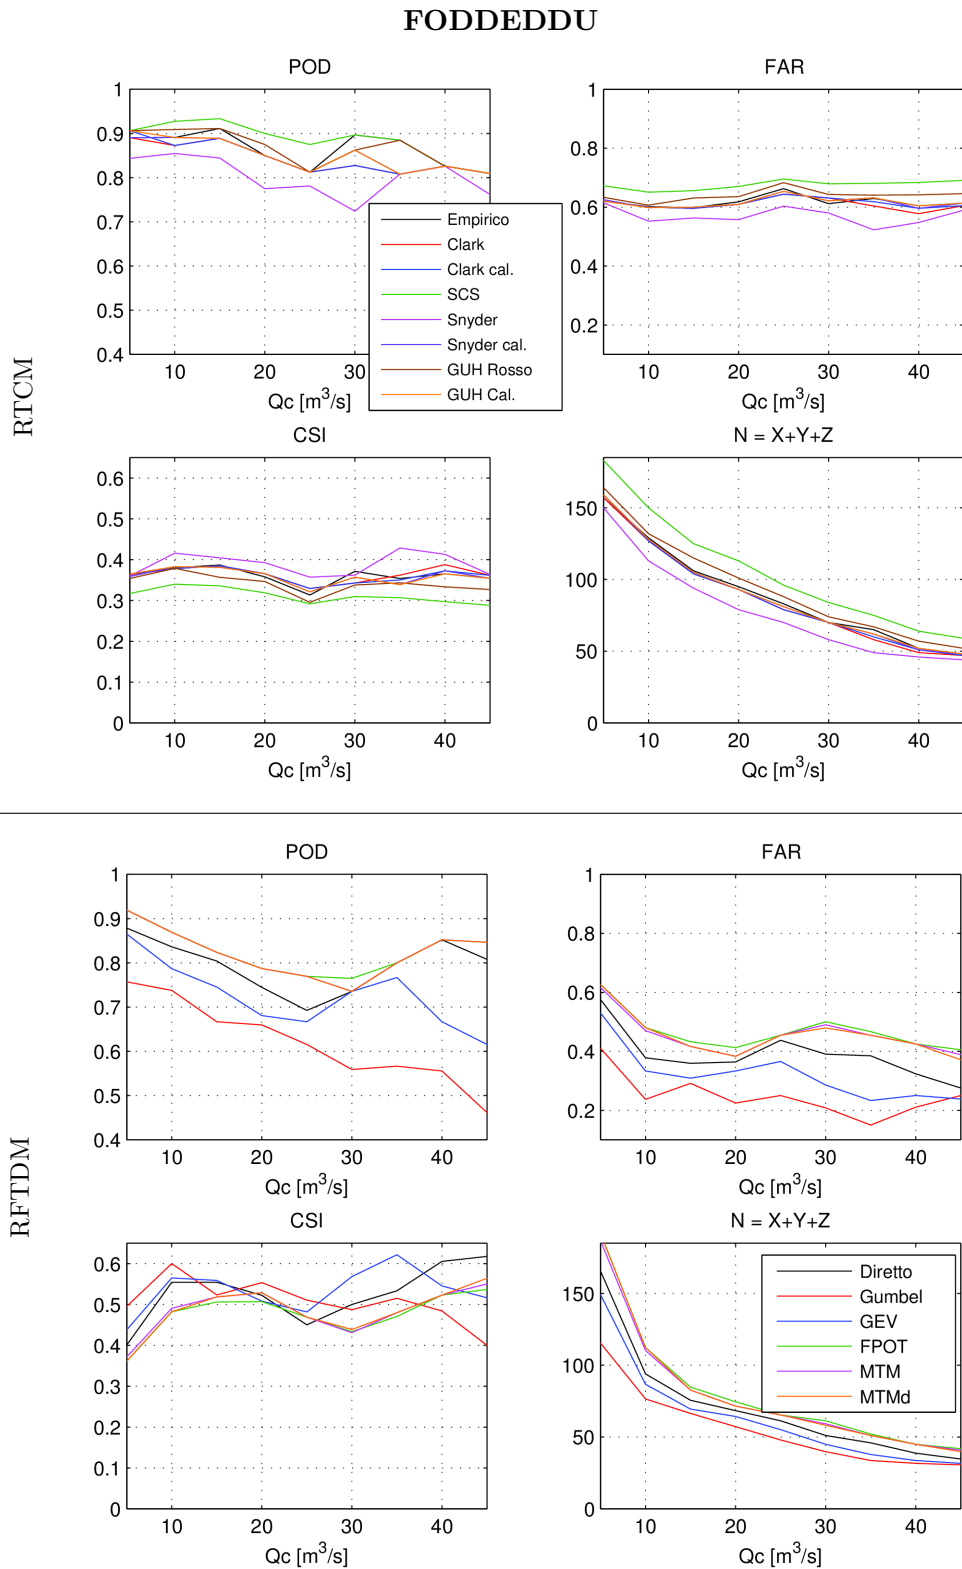 FODDEDDU
RTCM
POD
1
0.9
0.8
0.7
0.6
0.5
0.4
10 20 30
Qc [m³/s]
Empirico
Clark
Clark cal.
SCS
Snyder
Snyder cal.
GUH Rosso
GUH Cal.
FAR
1
0.8
0.6
0.4
0.2
10 20 30 40
Qc [m³/s]
CSI
0.6
0.5
0.4
0.3
0.2
0.1
0
10 20 30 40
Qc [m³/s]
N = X+Y+Z
150
100
50
0
10 20 30 40
Qc [m³/s]
RFTDM
POD
1
0.9
0.8
0.7
0.6
0.5
0.4
10 20 30 40
Qc [m³/s]
FAR
1
0.8
0.6
0.4
0.2
10 20 30 40
Qc [m³/s]
CSI
0.6
0.5
0.4
0.3
0.2
0.1
0
10 20 30 40
Qc [m³/s]
N = X+Y+Z
150
100
50
0
10 20 30 40
Qc [m³/s]
Diretto
Gumbel
GEV
FPOT
MTM
MTMd